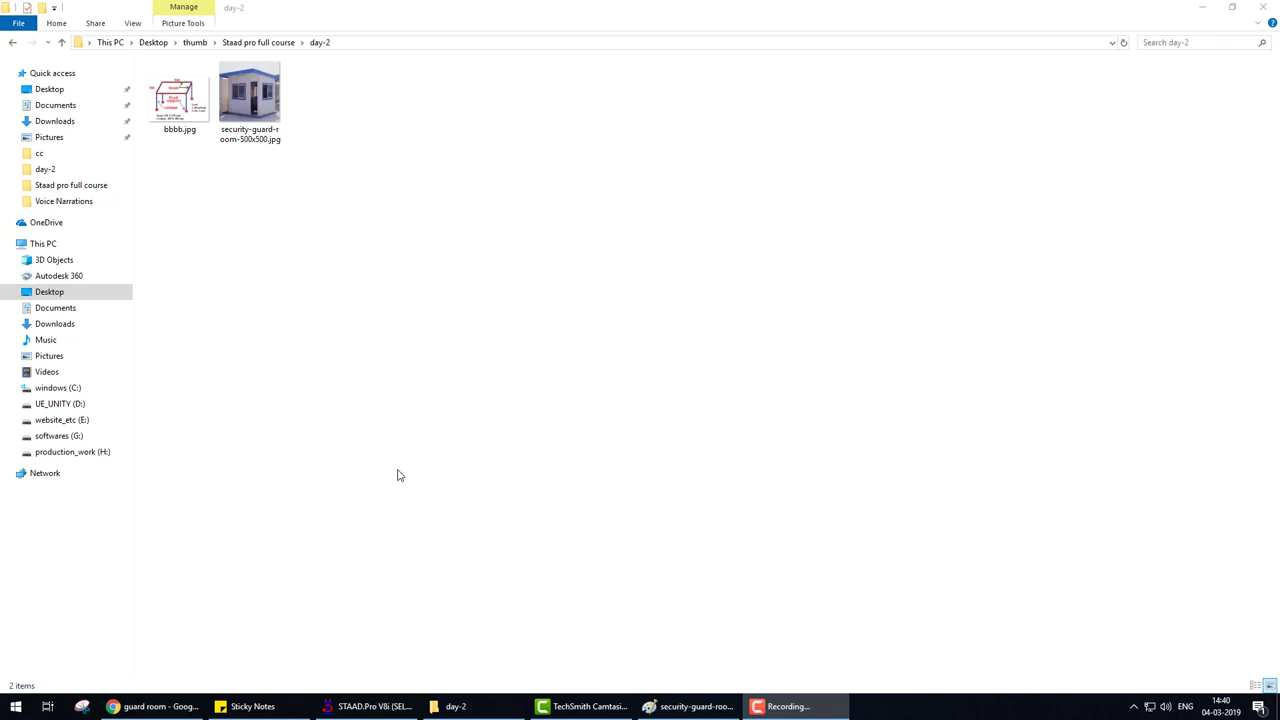 Manage
day-2
File
Home
Share
View
Picture Tools
This PC
Desktop
thumb
Staad pro full course
day-2
Search day-2
Quick access
Desktop
Documents
Downloads
Pictures
cc
day-2
Staad pro full course
Voice Narrations
OneDrive
This PC
3D Objects
Autodesk 360
Desktop
Documents
Downloads
Music
Pictures
Videos
windows (C:)
UE_UNITY (D:)
website_etc (E:)
softwares (G:)
production_work (H:)
Network
bbbb.jpg
security-guard-r
oom-500x500.jpg
2 items
guard room - Goog...
Sticky Notes
STAAD.Pro V8i (SEL...
day-2
TechSmith Camtasi...
security-guard-roo...
Recording...
ENG
14:40
04-03-2019